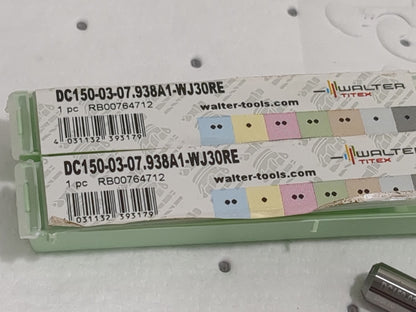 DC150-03-07.938A1-WJ30RE
1 pc RB00764712
walter-tools.com
WALTER
TITEX
4 031132 393179
DC150-03-07.938A1-WJ30RE
1 pc RB00764712
walter-tools.com
WALTER
TITEX
4 031132 393179